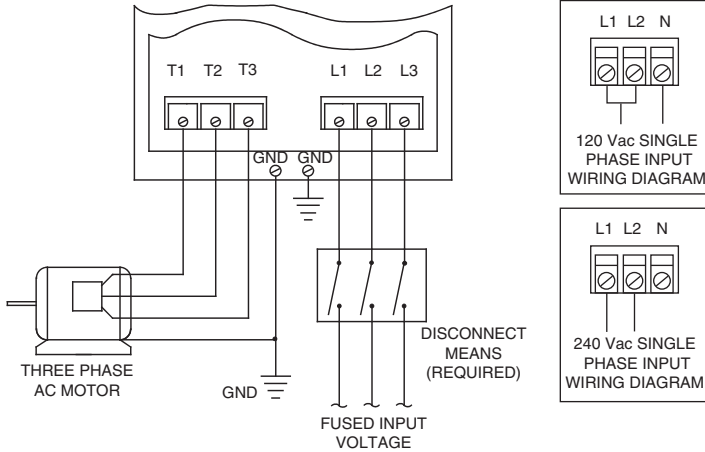 T1 T2 T3
L1 L2 L3
GND GND
THREE PHASE
AC MOTOR
GND
DISCONNECT
MEANS
(REQUIRED)
FUSED INPUT
VOLTAGE
L1 L2 N
120 Vac SINGLE
PHASE INPUT
WIRING DIAGRAM
L1 L2 N
240 Vac SINGLE
PHASE INPUT
WIRING DIAGRAM